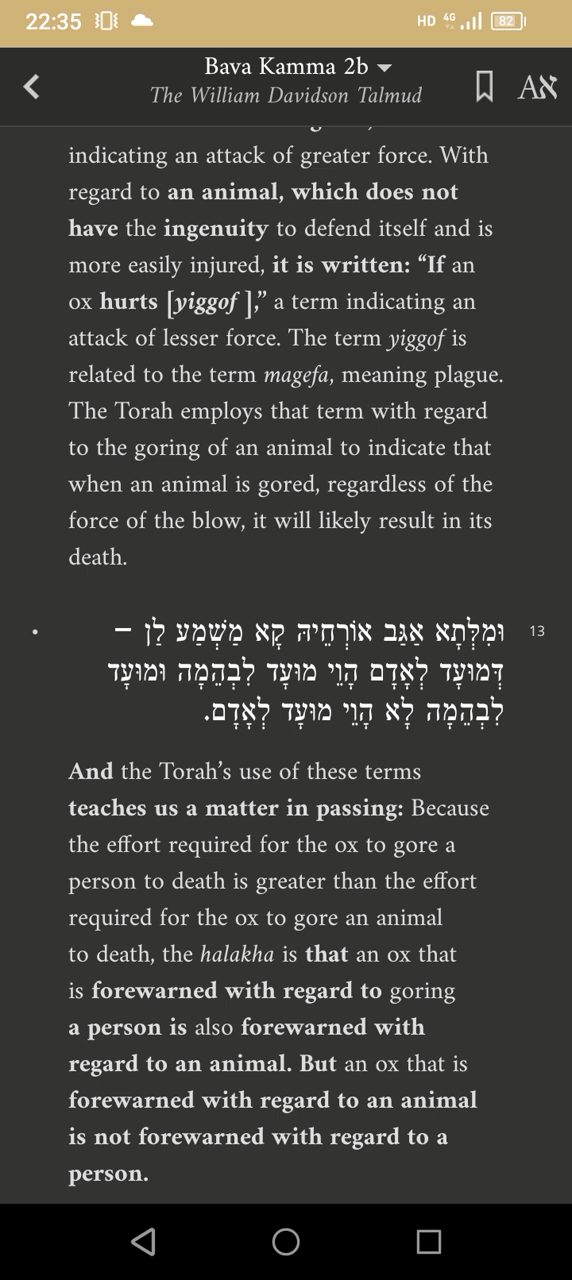 22:35
HD 4G 82
Bava Kamma 2b
The William Davidson Talmud
Aא
indicating an attack of greater force. With
regard to an animal, which does not
have the ingenuity to defend itself and is
more easily injured, it is written: “If an
ox hurts [yiggof ],” a term indicating an
attack of lesser force. The term yiggof is
related to the term magefa, meaning plague.
The Torah employs that term with regard
to the goring of an animal to indicate that
when an animal is gored, regardless of the
force of the blow, it will likely result in its
death.
13
וּמִלְּתָא אַגַּב אוֹרְחֵיהּ קָא מַשְׁמַע לַן –
דְּמוּעָד לְאָדָם הָוֵי מוּעָד לִבְהֵמָה וּמוּעָד
לִבְהֵמָה לָא הָוֵי מוּעָד לְאָדָם.
And the Torah’s use of these terms
teaches us a matter in passing: Because
the effort required for the ox to gore a
person to death is greater than the effort
required for the ox to gore an animal
to death, the halakha is that an ox that
is forewarned with regard to goring
a person is also forewarned with
regard to an animal. But an ox that is
forewarned with regard to an animal
is not forewarned with regard to a
person.